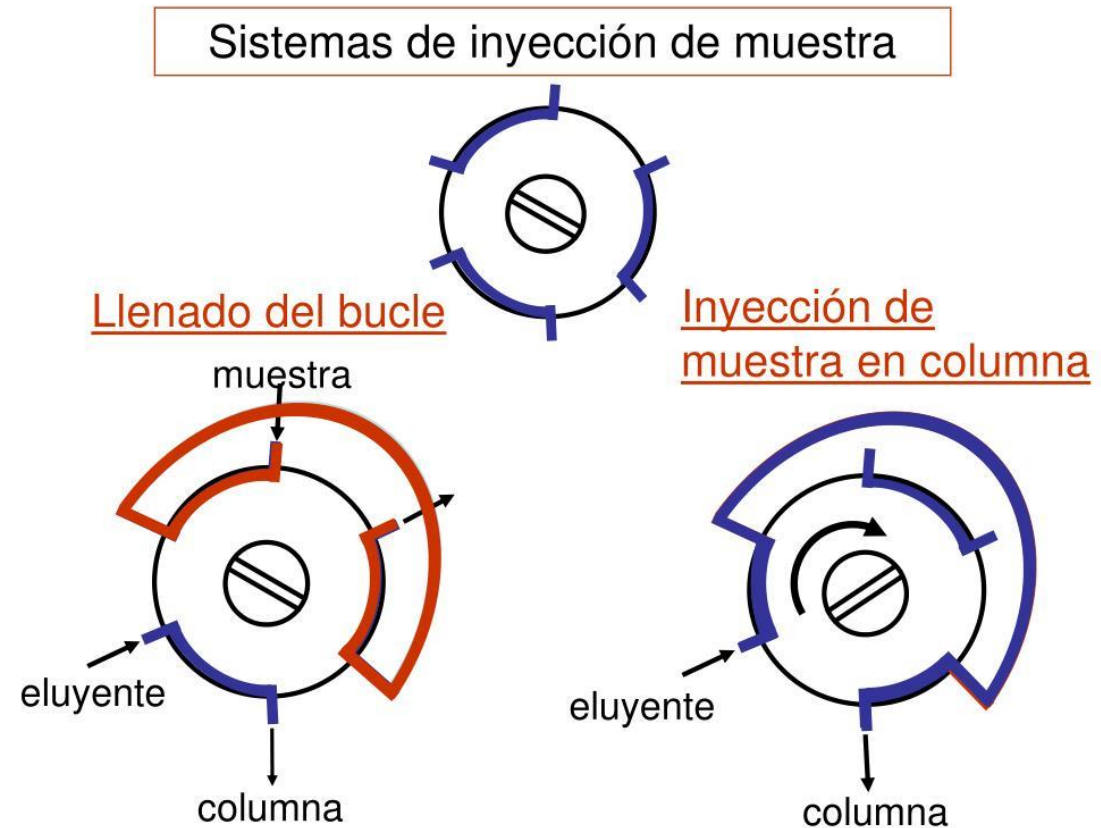 Sistemas de inyección de muestra
Llenado del bucle
muestra
eluyente
columna
Inyección de
muestra en columna
eluyente
columna